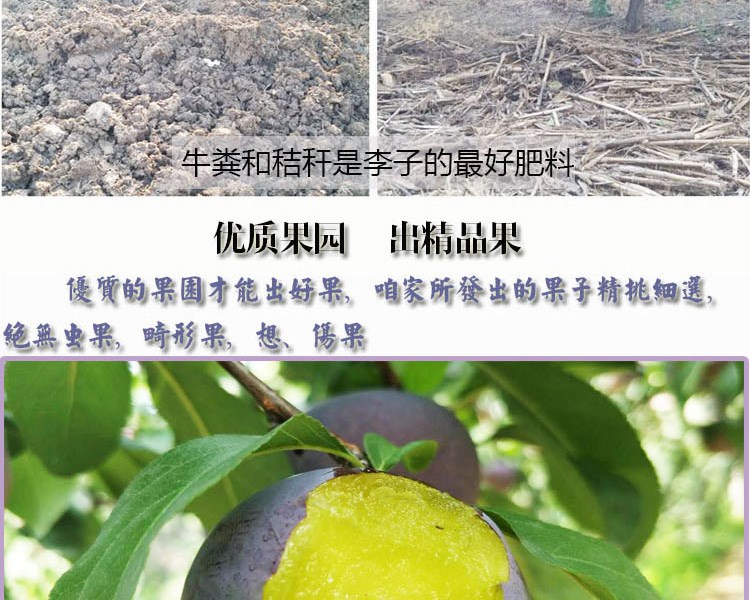 牛粪和秸秆是李子的最好肥料
优质果园 出精品果
優質的果園才能出好果, 咱家所發出的果子精挑細選,
絕無虫果, 畸形果, 想、傷果